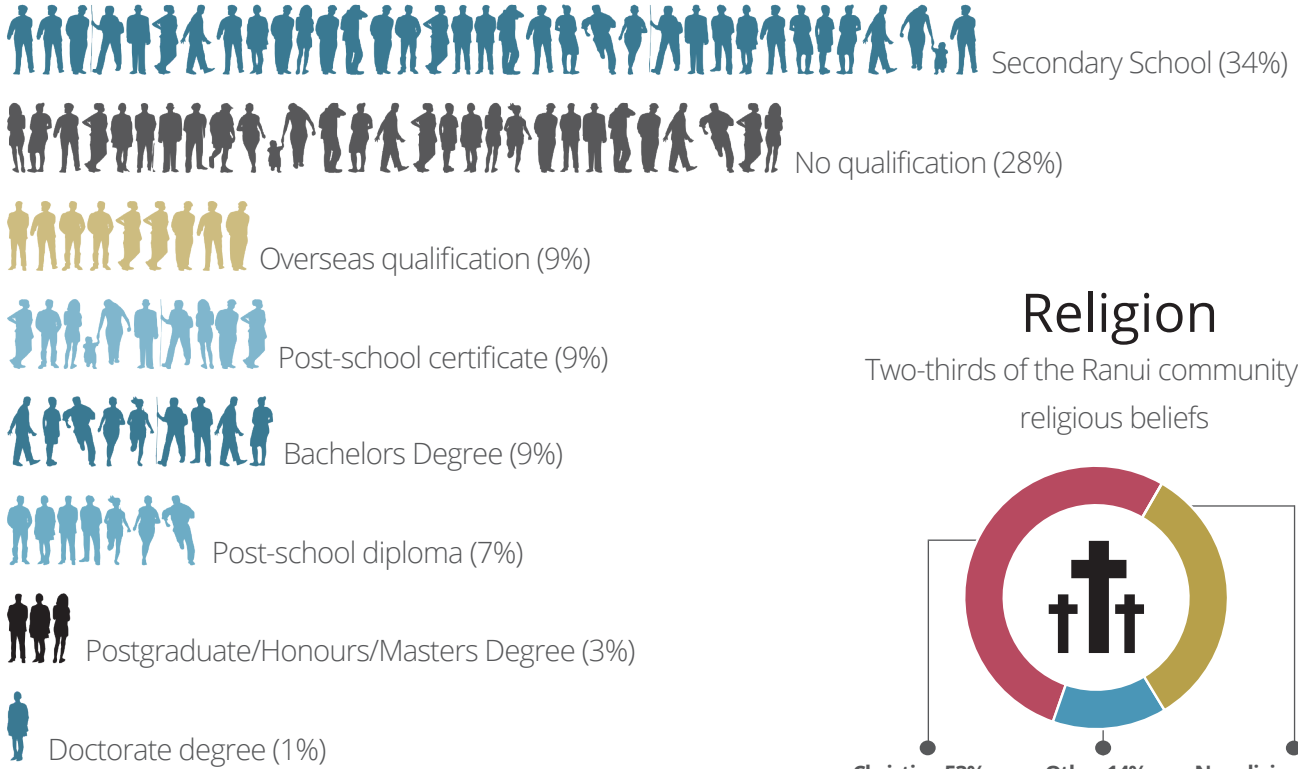 Secondary School (34%)
No qualification (28%)
Overseas qualification (9%)
Post-school certificate (9%)
Bachelors Degree (9%)
Post-school diploma (7%)
Postgraduate/Honours/Masters Degree (3%)
Doctorate degree (1%)
Religion
Two-thirds of the Ranui community
religious beliefs